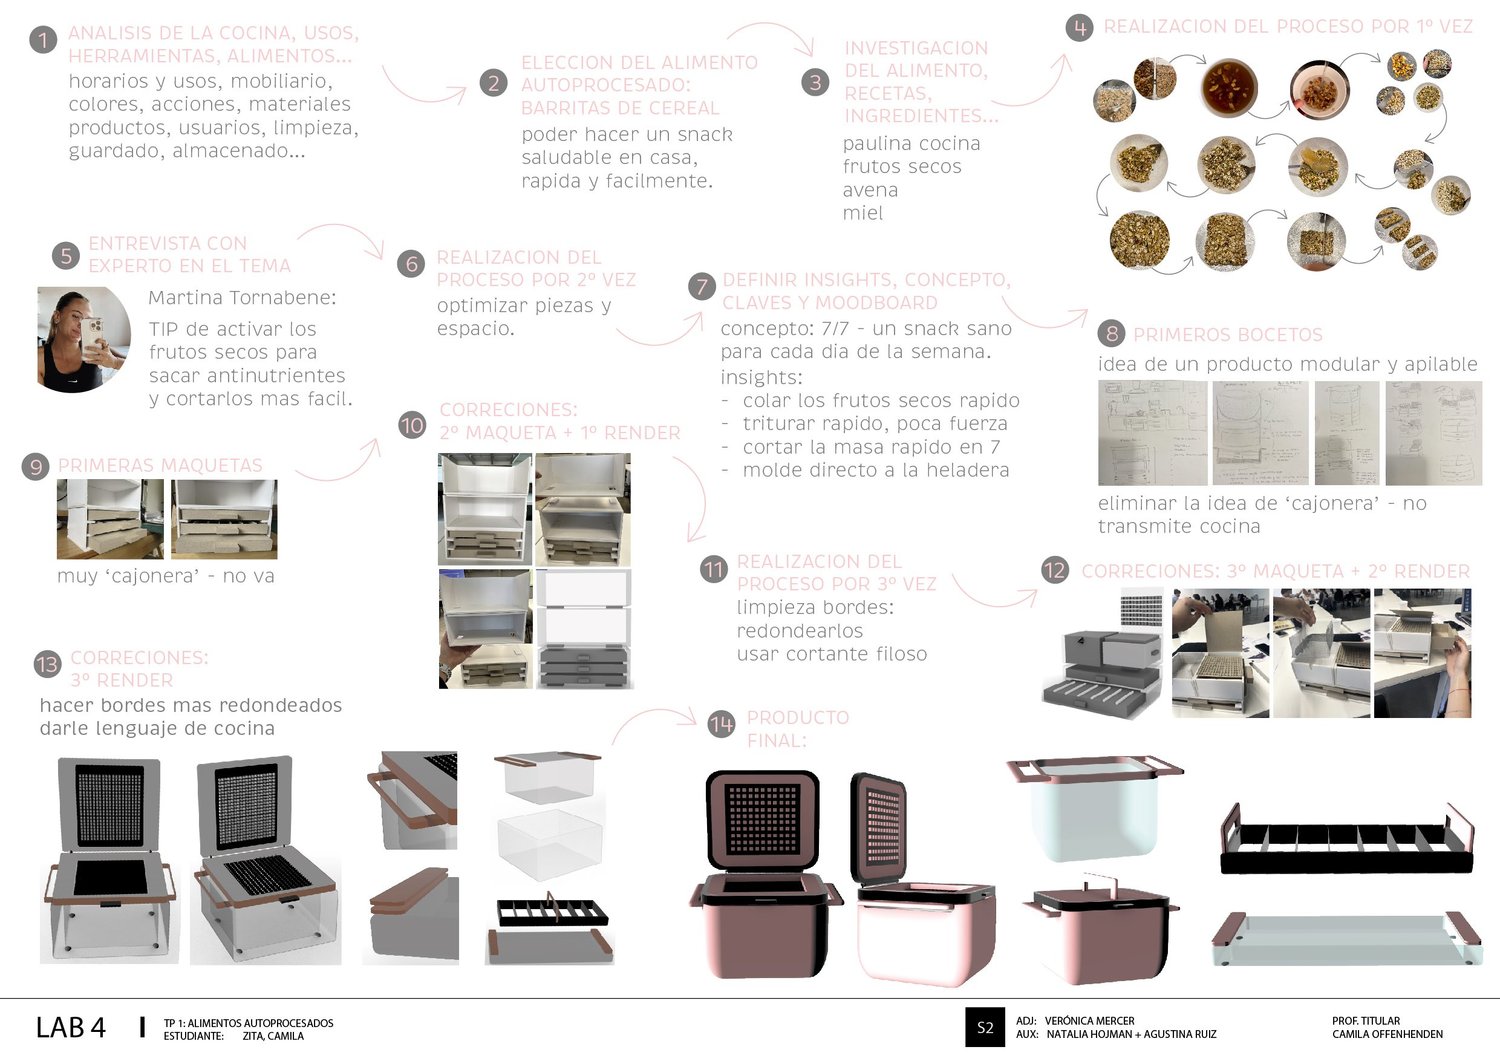 1
ANALISIS DE LA COCINA, USOS,
HERRAMIENTAS, ALIMENTOS...
horarios y usos, mobiliario,
colores, acciones, materiales
productos, usuarios, limpieza,
guardado, almacenado...
2
ELECCION DEL ALIMENTO
AUTOPROCESADO:
BARRITAS DE CEREAL
poder hacer un snack
saludable en casa,
rapida y facilmente.
3
INVESTIGACION
DEL ALIMENTO,
RECETAS,
INGREDIENTES...
paulina cocina
frutos secos
avena
miel
4
REALIZACION DEL PROCESO POR 1º VEZ
5
ENTREVISTA CON
EXPERTO EN EL TEMA
Martina Tornabene:
TIP de activar los
frutos secos para
sacar antinutrientes
y cortarlos mas facil.
6
REALIZACION DEL
PROCESO POR 2º VEZ
optimizar piezas y
espacio.
7
DEFINIR INSIGHTS, CONCEPTO,
CLAVES Y MOODBOARD
concepto: 7/7 - un snack sano
para cada dia de la semana.
insights:
- colar los frutos secos rapido
- triturar rapido, poca fuerza
- cortar la masa rapido en 7
- molde directo a la heladera
8
PRIMEROS BOCETOS
idea de un producto modular y apilable
eliminar la idea de ‘cajonera’ - no
transmite cocina
9
PRIMERAS MAQUETAS
muy ‘cajonera’ - no va
10
CORRECIONES:
2º MAQUETA + 1º RENDER
11
REALIZACION DEL
PROCESO POR 3º VEZ
limpieza bordes:
redondearlos
usar cortante filoso
12
CORRECIONES: 3º MAQUETA + 2º RENDER
13
CORRECIONES:
3º RENDER
hacer bordes mas redondeados
darle lenguaje de cocina
14
PRODUCTO
FINAL:
LAB 4
I
TP 1: ALIMENTOS AUTOPROCESADOS
ESTUDIANTE: ZITA, CAMILA
S2
ADJ: VERÓNICA MERCER
AUX: NATALIA HOJMAN + AGUSTINA RUIZ
PROF. TITULAR
CAMILA OFFENHENDEN